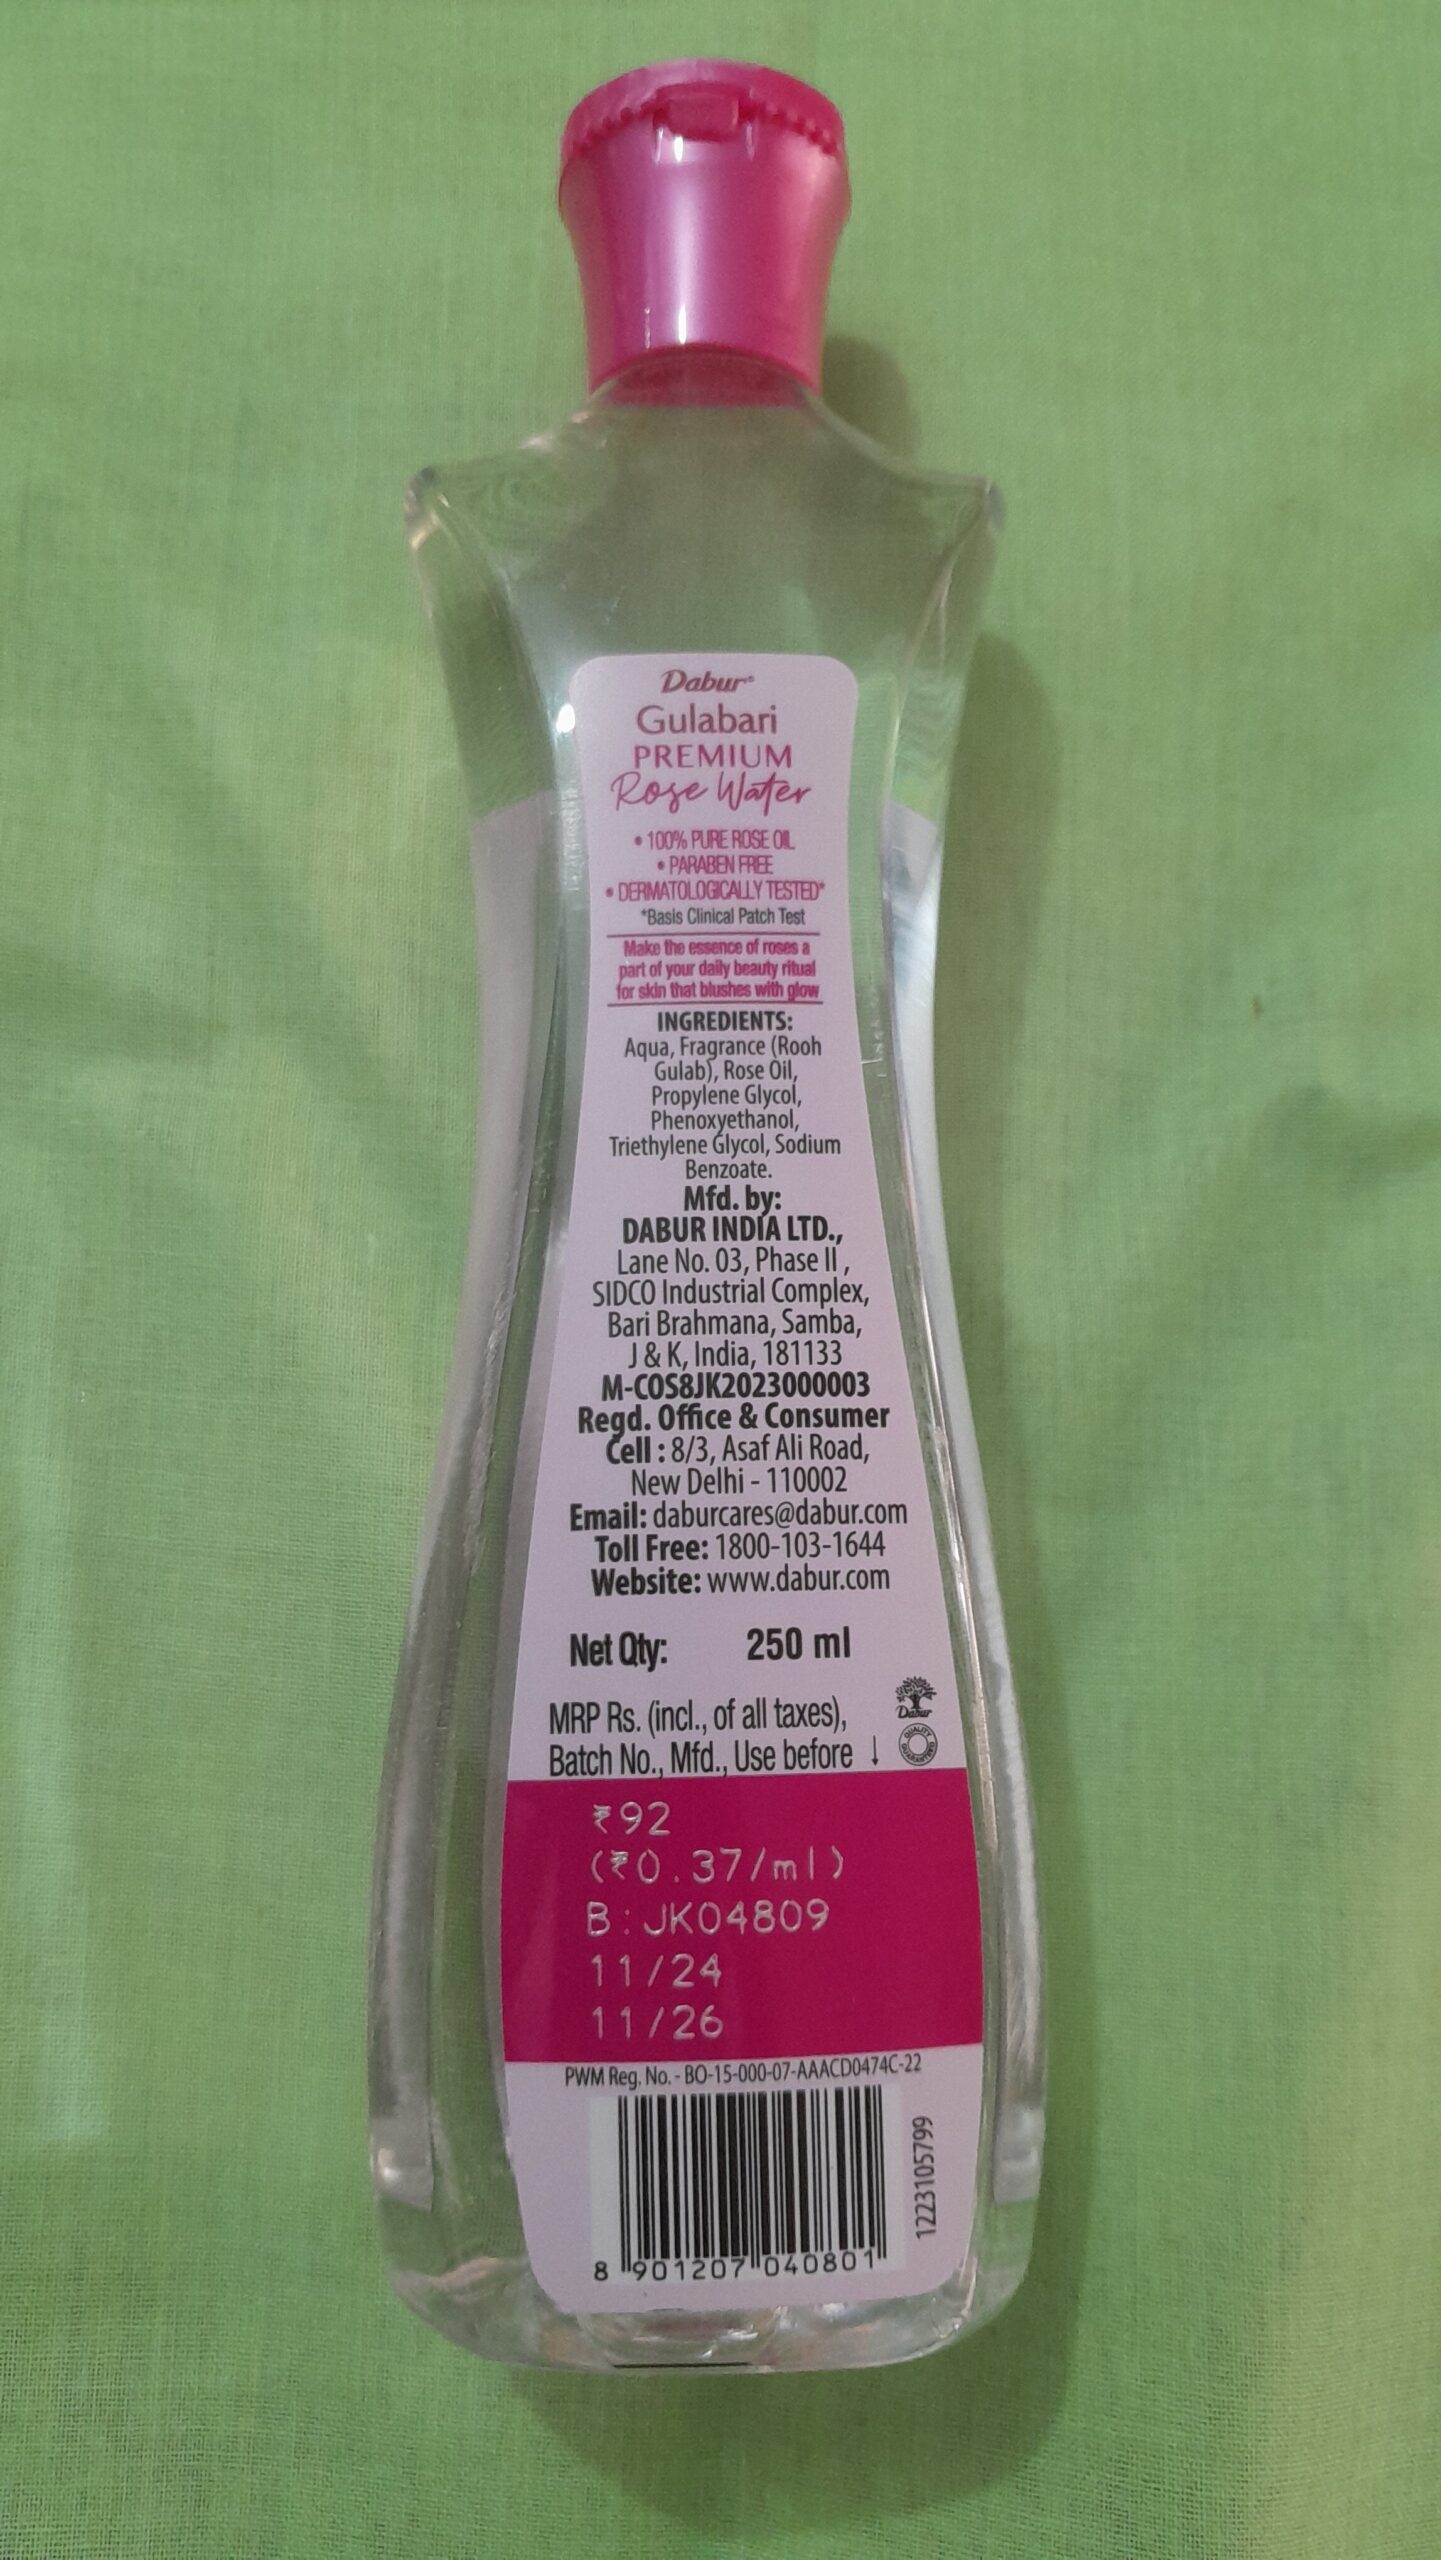 Dabur®
Gulabari
PREMIUM
Rose Water
• 100% PURE ROSE OIL
• PARABEN FREE
• DERMATOLOGICALLY TESTED*
*Basis Clinical Patch Test
Make the essence of roses a
part of your daily beauty ritual
for skin that blushes with glow
INGREDIENTS:
Aqua, Fragrance (Rooh
Gulab), Rose Oil,
Propylene Glycol,
Phenoxyethanol,
Triethylene Glycol, Sodium
Benzoate.
Mfd. by:
DABUR INDIA LTD.,
Lane No. 03, Phase II ,
SIDCO Industrial Complex,
Bari Brahmana, Samba,
J & K, India, 181133
M-COS8JK2023000003
Regd. Office & Consumer
Cell : 8/3, Asaf Ali Road,
New Delhi - 110002
Email: daburcares@dabur.com
Toll Free: 1800-103-1644
Website: www.dabur.com
Net Qty: 250 ml
Dabur
QUALITY GUARANTEED
MRP Rs. (incl., of all taxes),
Batch No., Mfd., Use before ↓
₹92
(₹0.37/ml)
B:JK04809
11/24
11/26
PWM Reg. No. - BO-15-000-07-AAACD0474C-22
1223105799
8 901207 040801